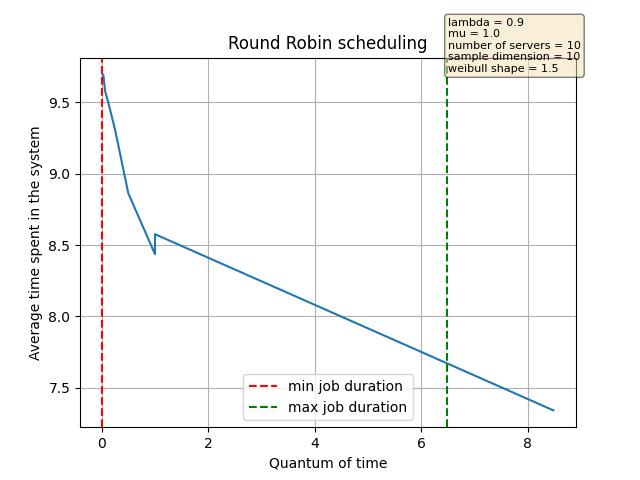 Round Robin scheduling
lambda = 0.9
mu = 1.0
number of servers = 10
sample dimension = 10
weibull shape = 1.5
Average time spent in the system
9.5
9.0
8.5
8.0
7.5
min job duration
max job duration
0 2 4 6 8
Quantum of time